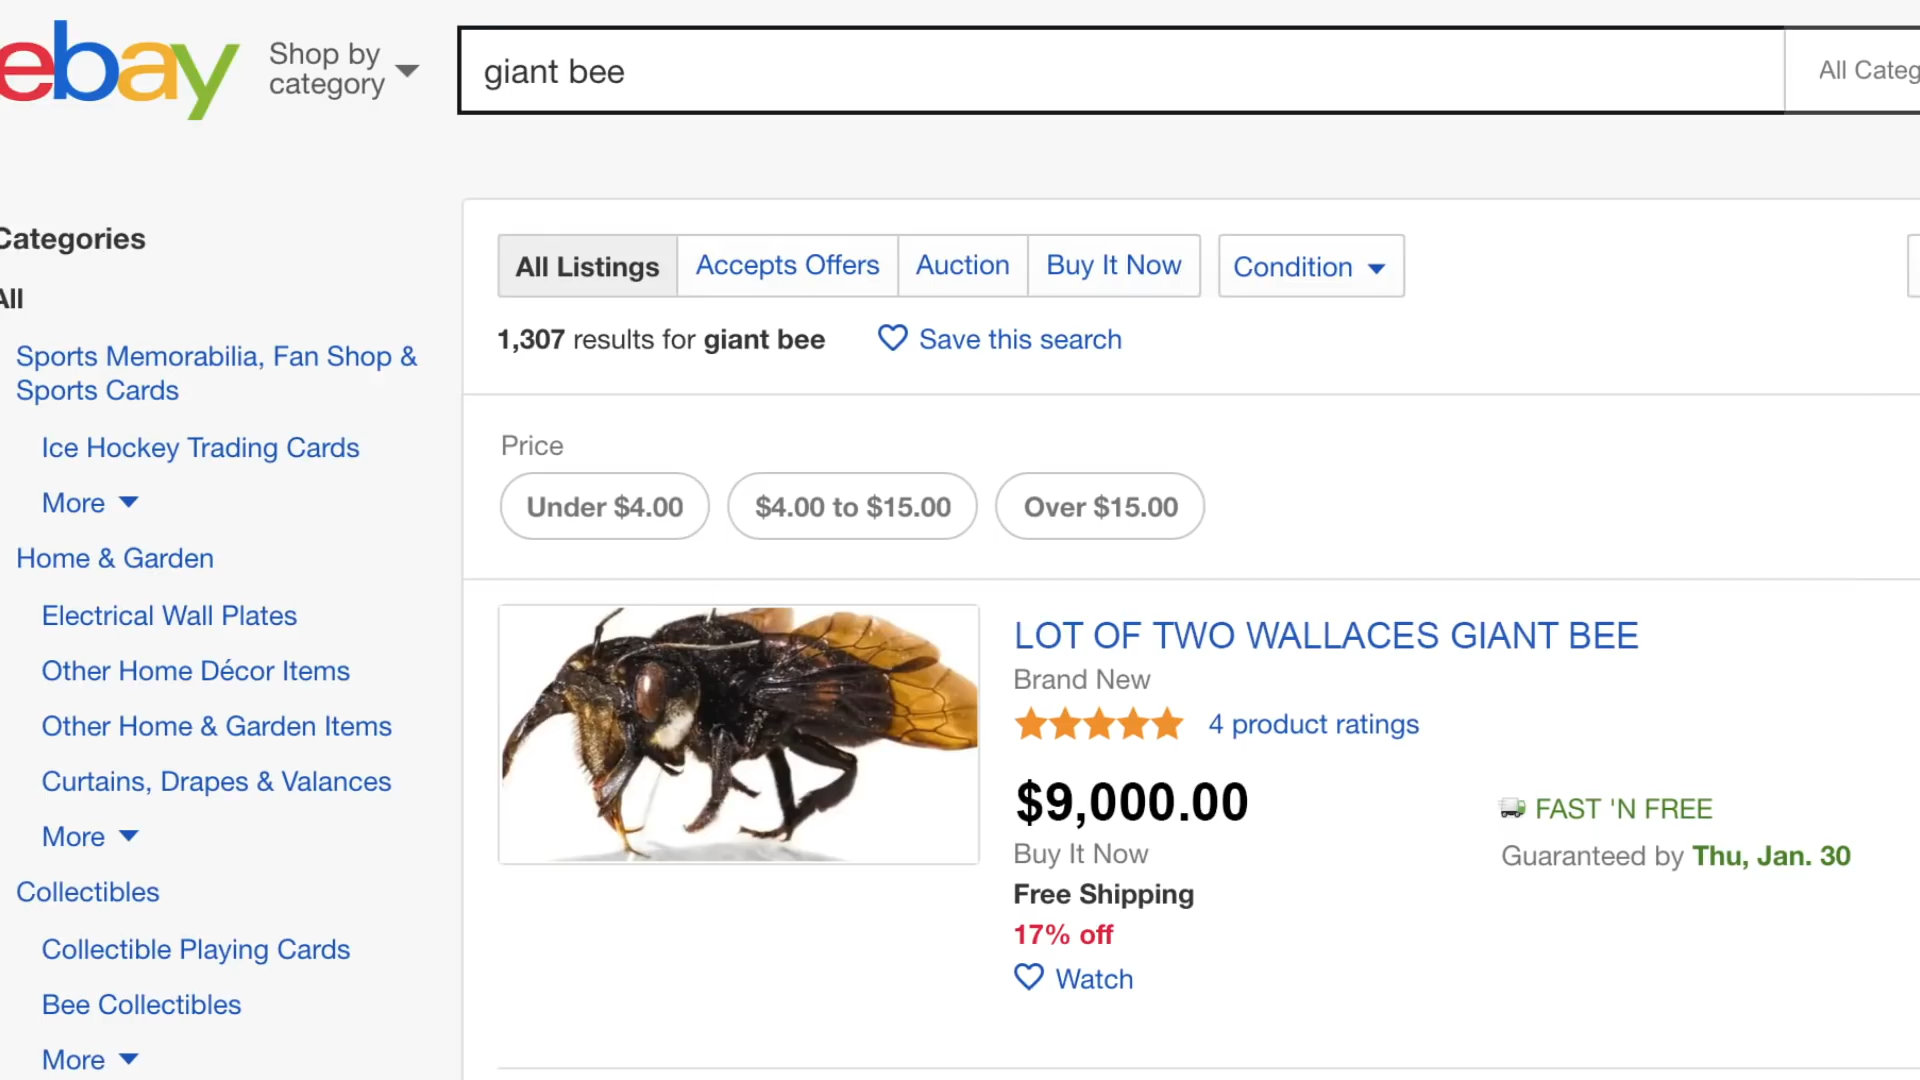 ebay
Shop by
category
giant bee
All Categ
Categories
All
Sports Memorabilia, Fan Shop &
Sports Cards
Ice Hockey Trading Cards
More
Home & Garden
Electrical Wall Plates
Other Home Décor Items
Other Home & Garden Items
Curtains, Drapes & Valances
More
Collectibles
Collectible Playing Cards
Bee Collectibles
More
All Listings
Accepts Offers
Auction
Buy It Now
Condition
1,307 results for giant bee
Save this search
Price
Under $4.00
$4.00 to $15.00
Over $15.00
LOT OF TWO WALLACES GIANT BEE
Brand New
4 product ratings
$9,000.00
Buy It Now
Free Shipping
17% off
Watch
FAST 'N FREE
Guaranteed by Thu, Jan. 30